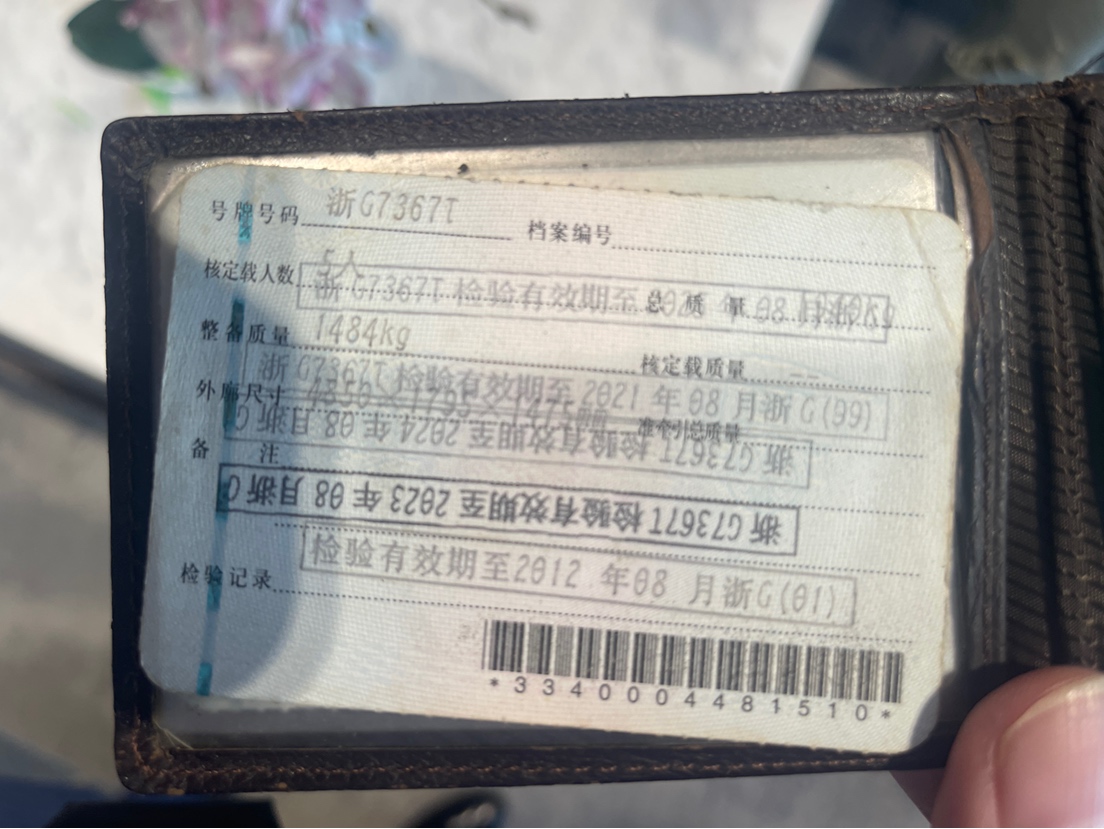 号牌号码 浙G7367T 档案编号
核定载人数 5人
浙G7367T 检验有效期至 总质量 年08
整备质量 1484kg 核定载质量 --
浙G7367T 检验有效期至2021年08月浙G(09)
外廓尺寸 准牵引总质量
浙G7367T 检验有效期至2024年08月浙G
备注
浙G7367T 检验有效期至2023年08月浙G
检验有效期至2012年08月浙G(01)
检验记录
*3340004481510*